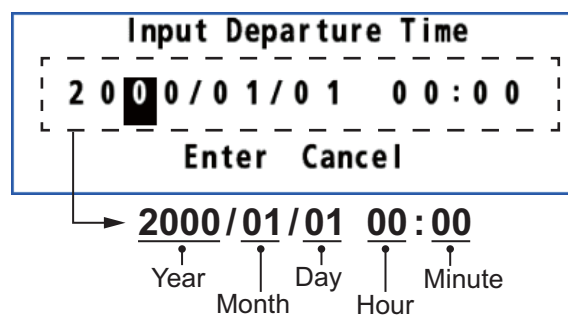 Input Departure Time
2000/01/01 00:00
Enter Cancel
2000/01/01 00:00
Year Day Minute
Month Hour